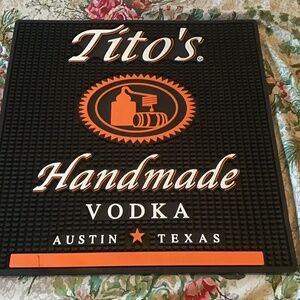 Tito's®
Handmade
VODKA
AUSTIN ★ TEXAS